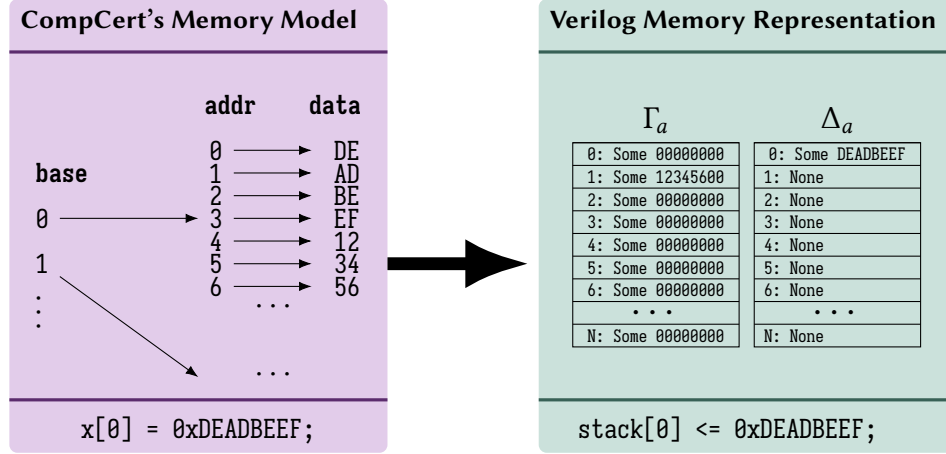 CompCert's Memory Model
addr data
0 DE
1 AD
2 BE
3 EF
4 12
5 34
6 56
...
...
base
0
1
...
x[0] = 0xDEADBEEF;
Verilog Memory Representation
Γa
0: Some 00000000
1: Some 12345600
2: Some 00000000
3: Some 00000000
4: Some 00000000
5: Some 00000000
6: Some 00000000
...
N: Some 00000000
Δa
0: Some DEADBEEF
1: None
2: None
3: None
4: None
5: None
6: None
...
N: None
stack[0] <= 0xDEADBEEF;